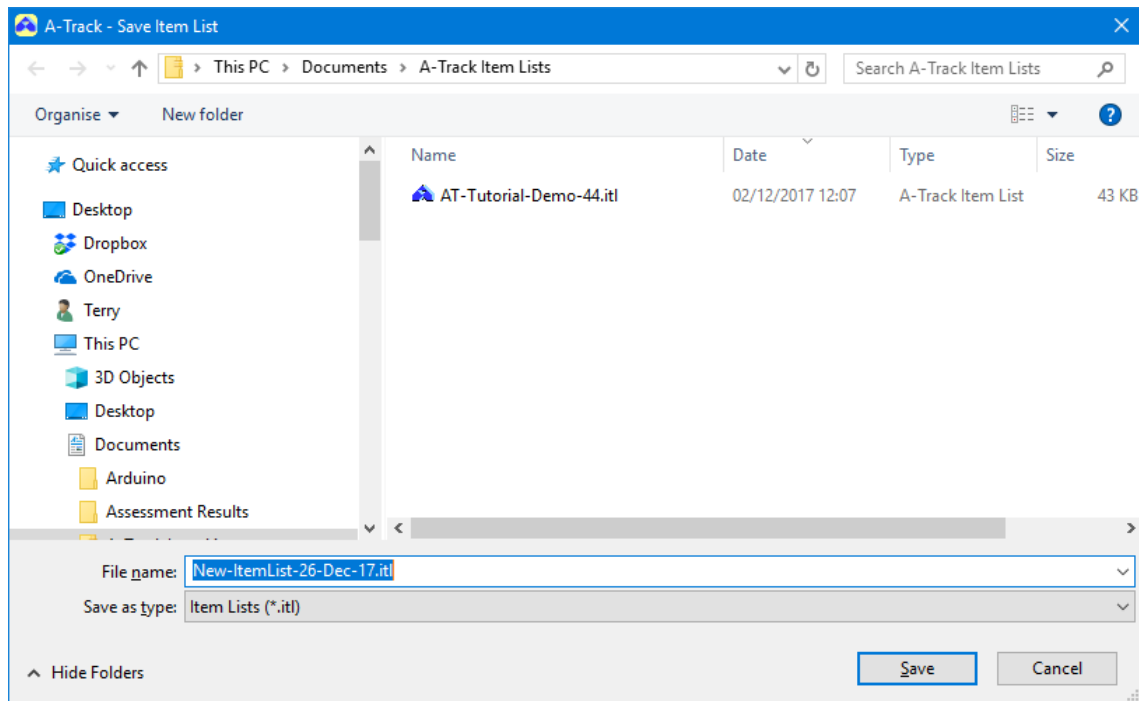 A-Track - Save Item List
This PC > Documents > A-Track Item Lists
Search A-Track Item Lists
Organise
New folder
?
Quick access
Desktop
Dropbox
OneDrive
Terry
This PC
3D Objects
Desktop
Documents
Arduino
Assessment Results
Name Date Type Size
AT-Tutorial-Demo-44.itl 02/12/2017 12:07 A-Track Item List 43 KB
File name: New-ItemList-26-Dec-17.itl
Save as type: Item Lists (*.itl)
Hide Folders
Save
Cancel